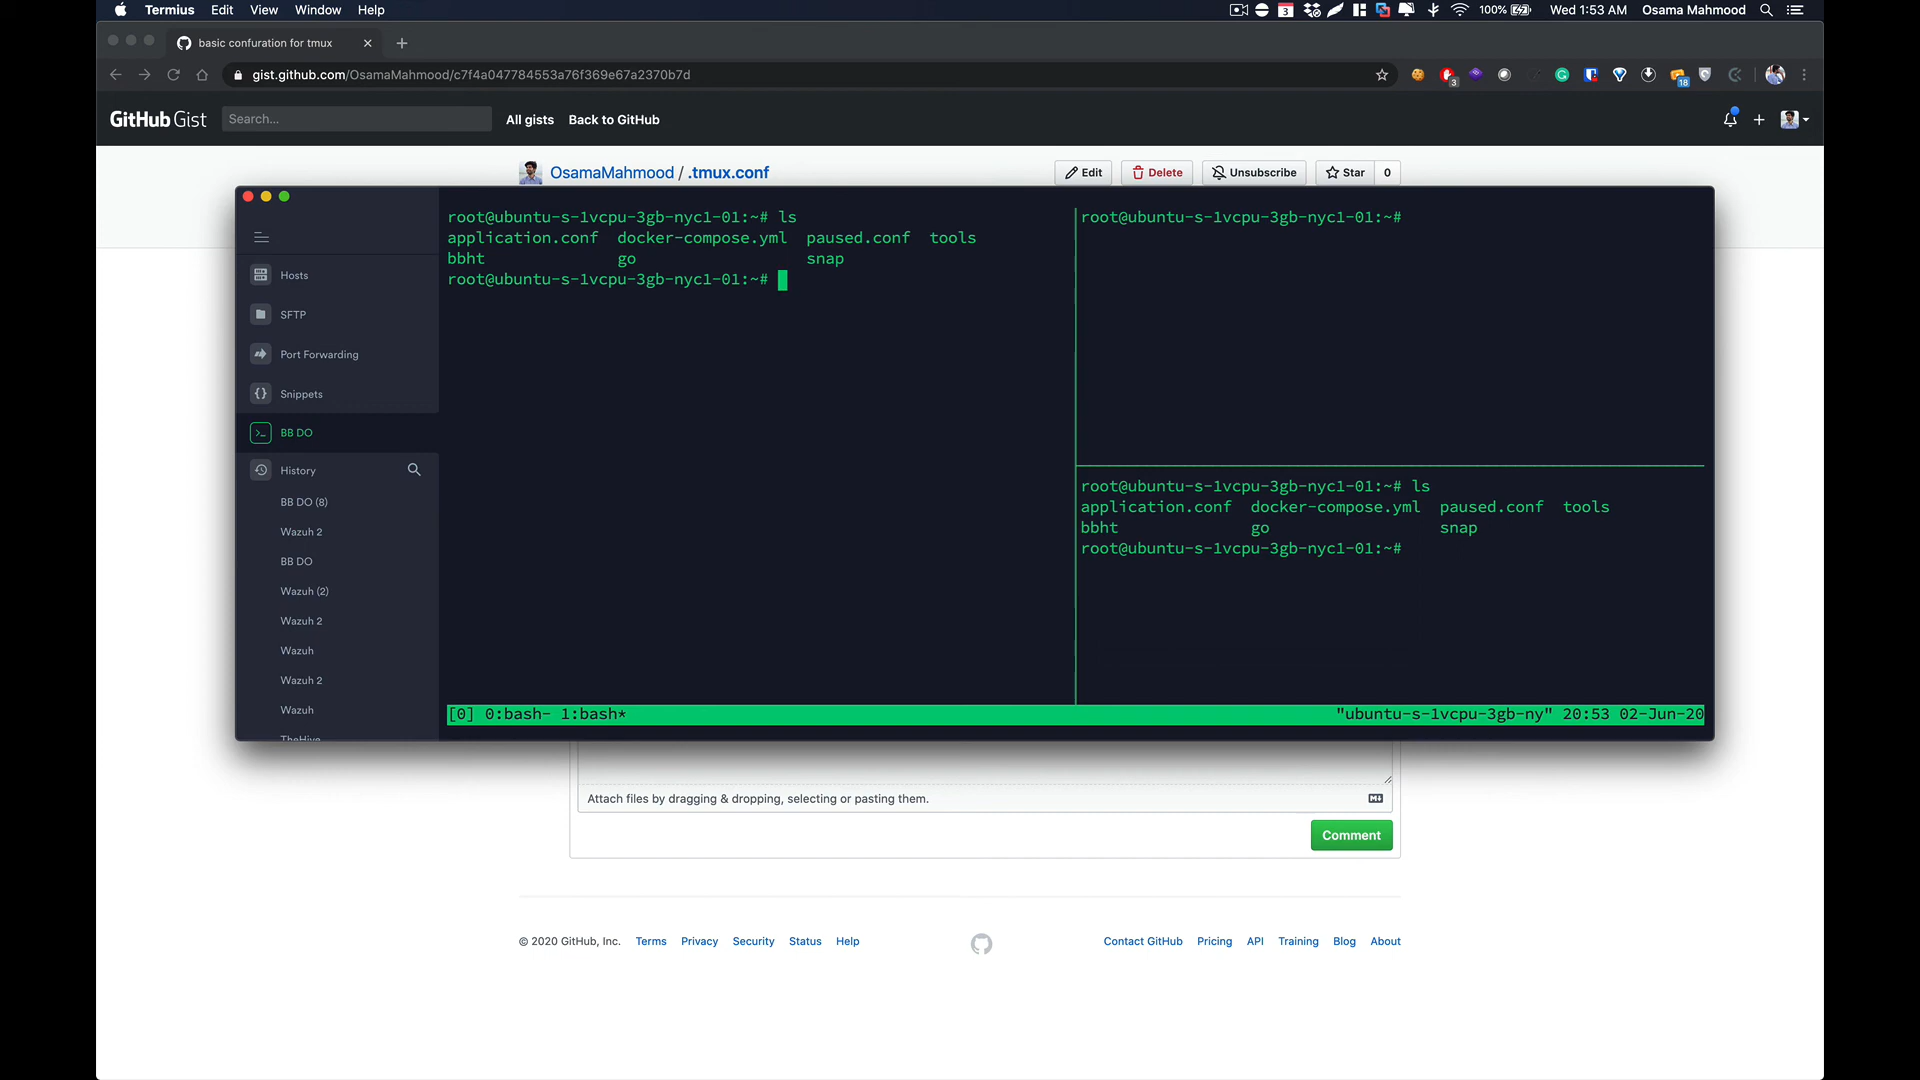 Termius Edit View Window Help 3 100% Wed 1:53 AM Osama Mahmood
basic confuration for tmux
gist.github.com/OsamaMahmood/c7f4a047784553a76f369e67a2370b7d 3 18
GitHub Gist Search... All gists Back to GitHub
OsamaMahmood / .tmux.conf Edit Delete Unsubscribe Star 0
Hosts
SFTP
Port Forwarding
Snippets
BB DO
History
BB DO (8)
Wazuh 2
BB DO
Wazuh (2)
Wazuh 2
Wazuh
Wazuh 2
Wazuh
TheHive
root@ubuntu-s-1vcpu-3gb-nyc1-01:~# ls
application.conf docker-compose.yml paused.conf tools
bbht go snap
root@ubuntu-s-1vcpu-3gb-nyc1-01:~#
root@ubuntu-s-1vcpu-3gb-nyc1-01:~#
root@ubuntu-s-1vcpu-3gb-nyc1-01:~# ls
application.conf docker-compose.yml paused.conf tools
bbht go snap
root@ubuntu-s-1vcpu-3gb-nyc1-01:~#
[0] 0:bash- 1:bash* "ubuntu-s-1vcpu-3gb-ny" 20:53 02-Jun-20
Attach files by dragging & dropping, selecting or pasting them.
Comment
© 2020 GitHub, Inc. Terms Privacy Security Status Help Contact GitHub Pricing API Training Blog About